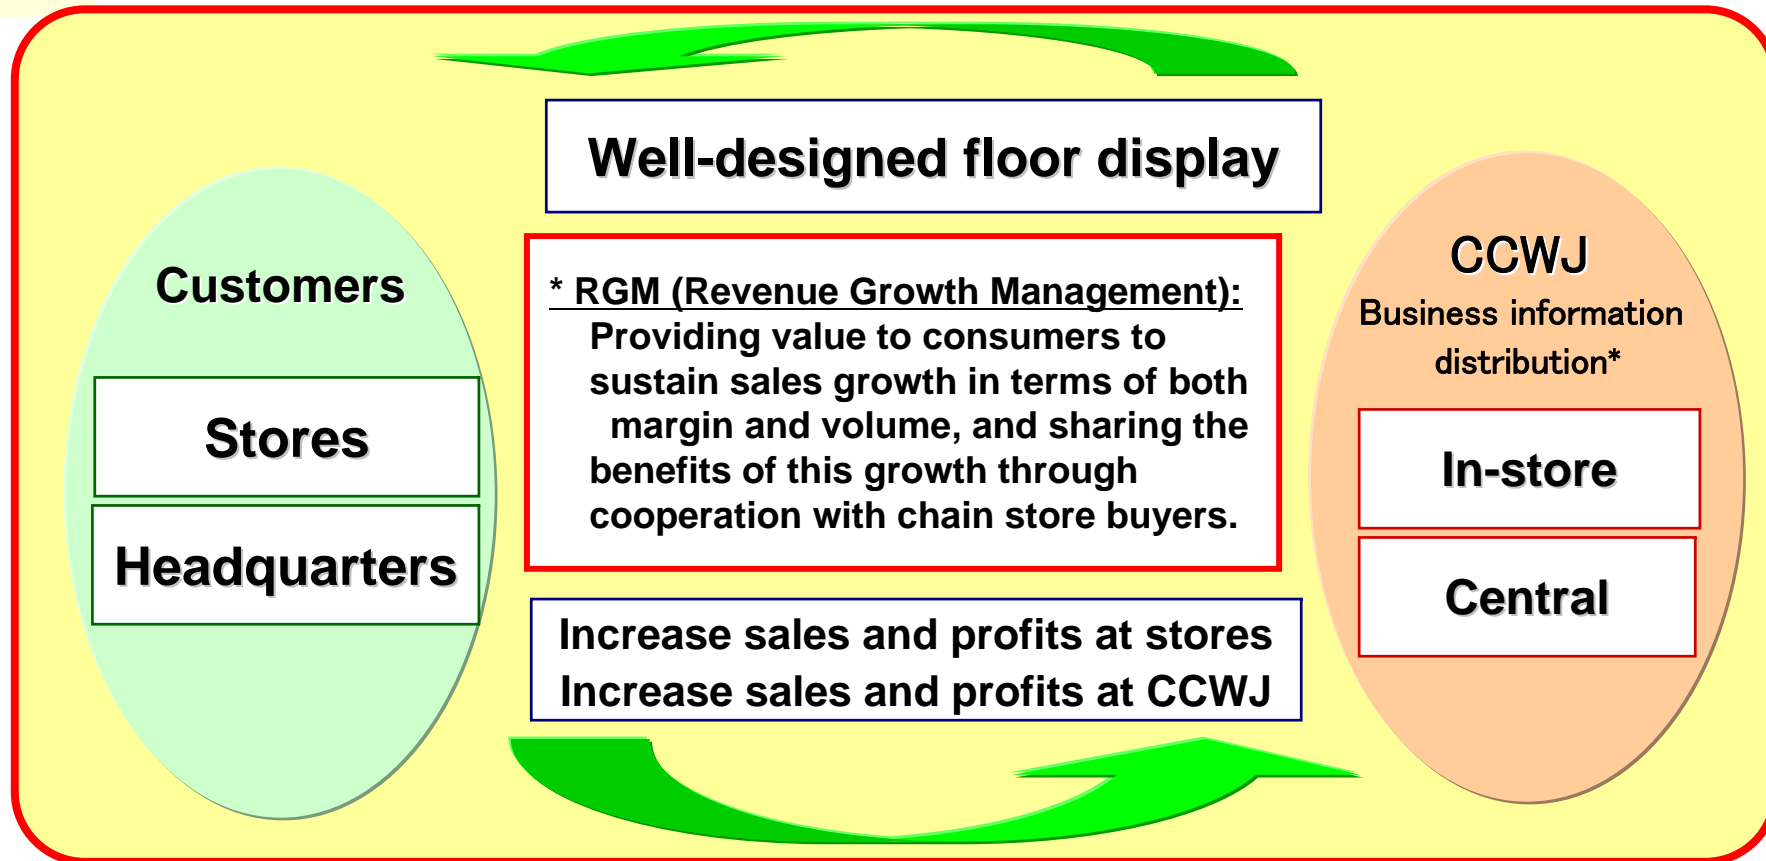 Well-designed floor display
Customers
Stores
Headquarters
* RGM (Revenue Growth Management):
Providing value to consumers to
sustain sales growth in terms of both
margin and volume, and sharing the
benefits of this growth through
cooperation with chain store buyers.
CCWJ
Business information
distribution*
In-store
Central
Increase sales and profits at stores
Increase sales and profits at CCWJ